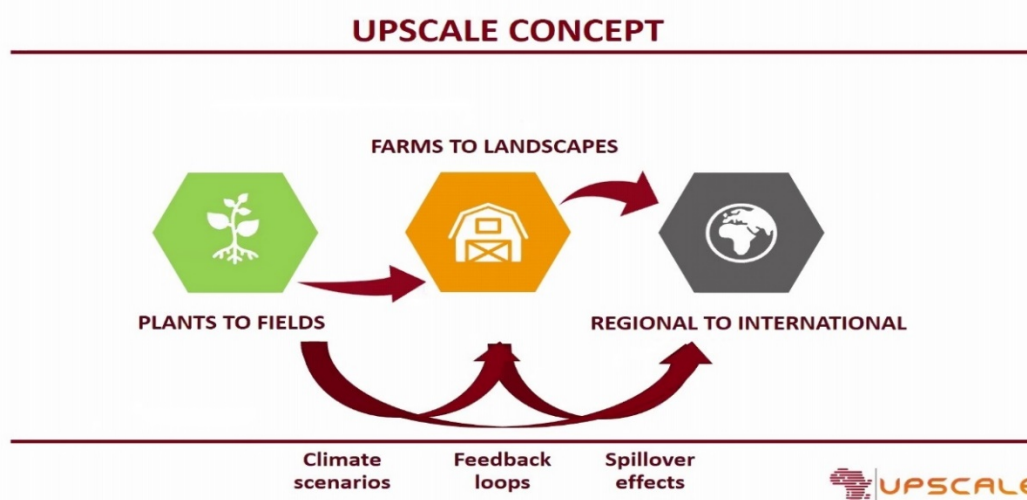 UPSCALE CONCEPT
FARMS TO LANDSCAPES
PLANTS TO FIELDS
REGIONAL TO INTERNATIONAL
Climate
scenarios
Feedback
loops
Spillover
effects
UPSCALE